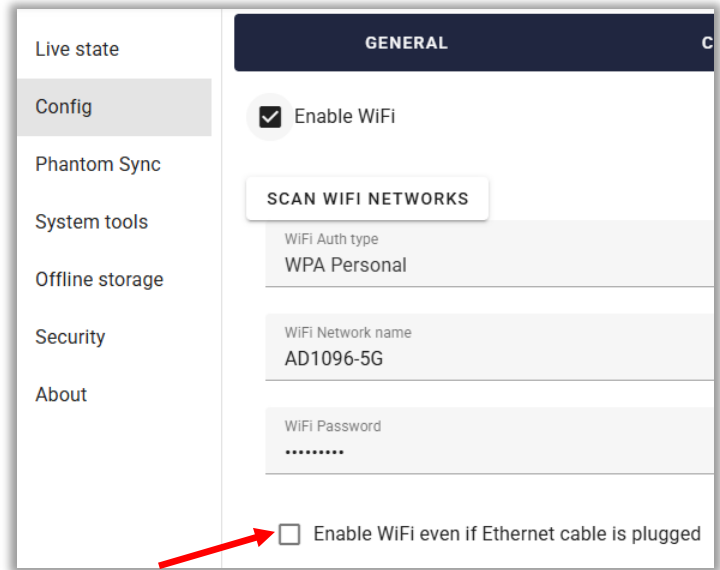 Live state
Config
Phantom Sync
System tools
Offline storage
Security
About
GENERAL
C
Enable WiFi
SCAN WIFI NETWORKS
WiFi Auth type
WPA Personal
WiFi Network name
AD1096-5G
WiFi Password
•••••••••
Enable WiFi even if Ethernet cable is plugged